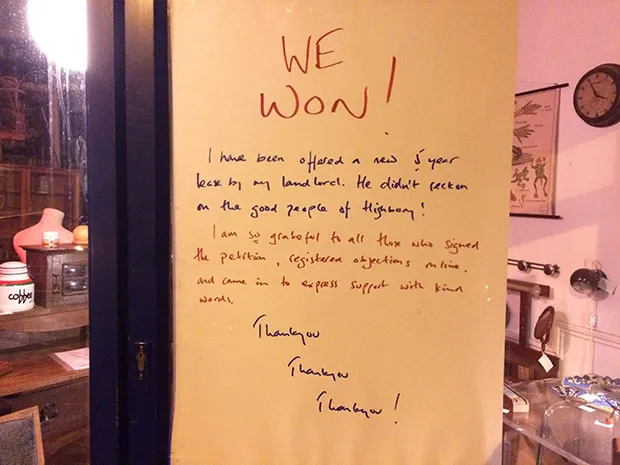 WE
WON!
I have been offered a new 5 year
lease by my landlord. He didn't reckon
on the good people of Highbury!
I am so grateful to all those who signed
the petition, registered objections online,
and came in to express support with kind
words.
Thankyou
Thankyou
Thankyou!
coffee